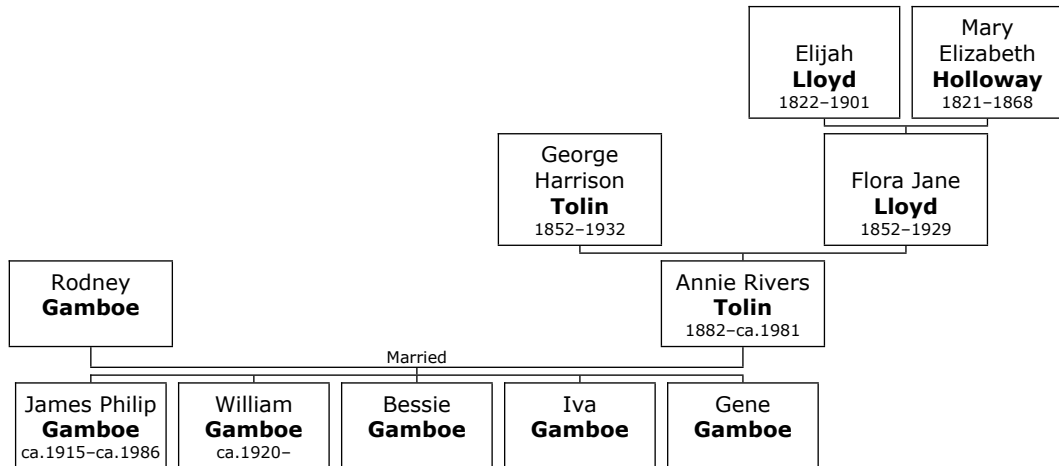 Elijah
Lloyd
1822–1901
Mary
Elizabeth
Holloway
1821–1868
George
Harrison
Tolin
1852–1932
Flora Jane
Lloyd
1852–1929
Rodney
Gamboe
Annie Rivers
Tolin
1882–ca.1981
Married
James Philip
Gamboe
ca.1915–ca.1986
William
Gamboe
ca.1920–
Bessie
Gamboe
Iva
Gamboe
Gene
Gamboe